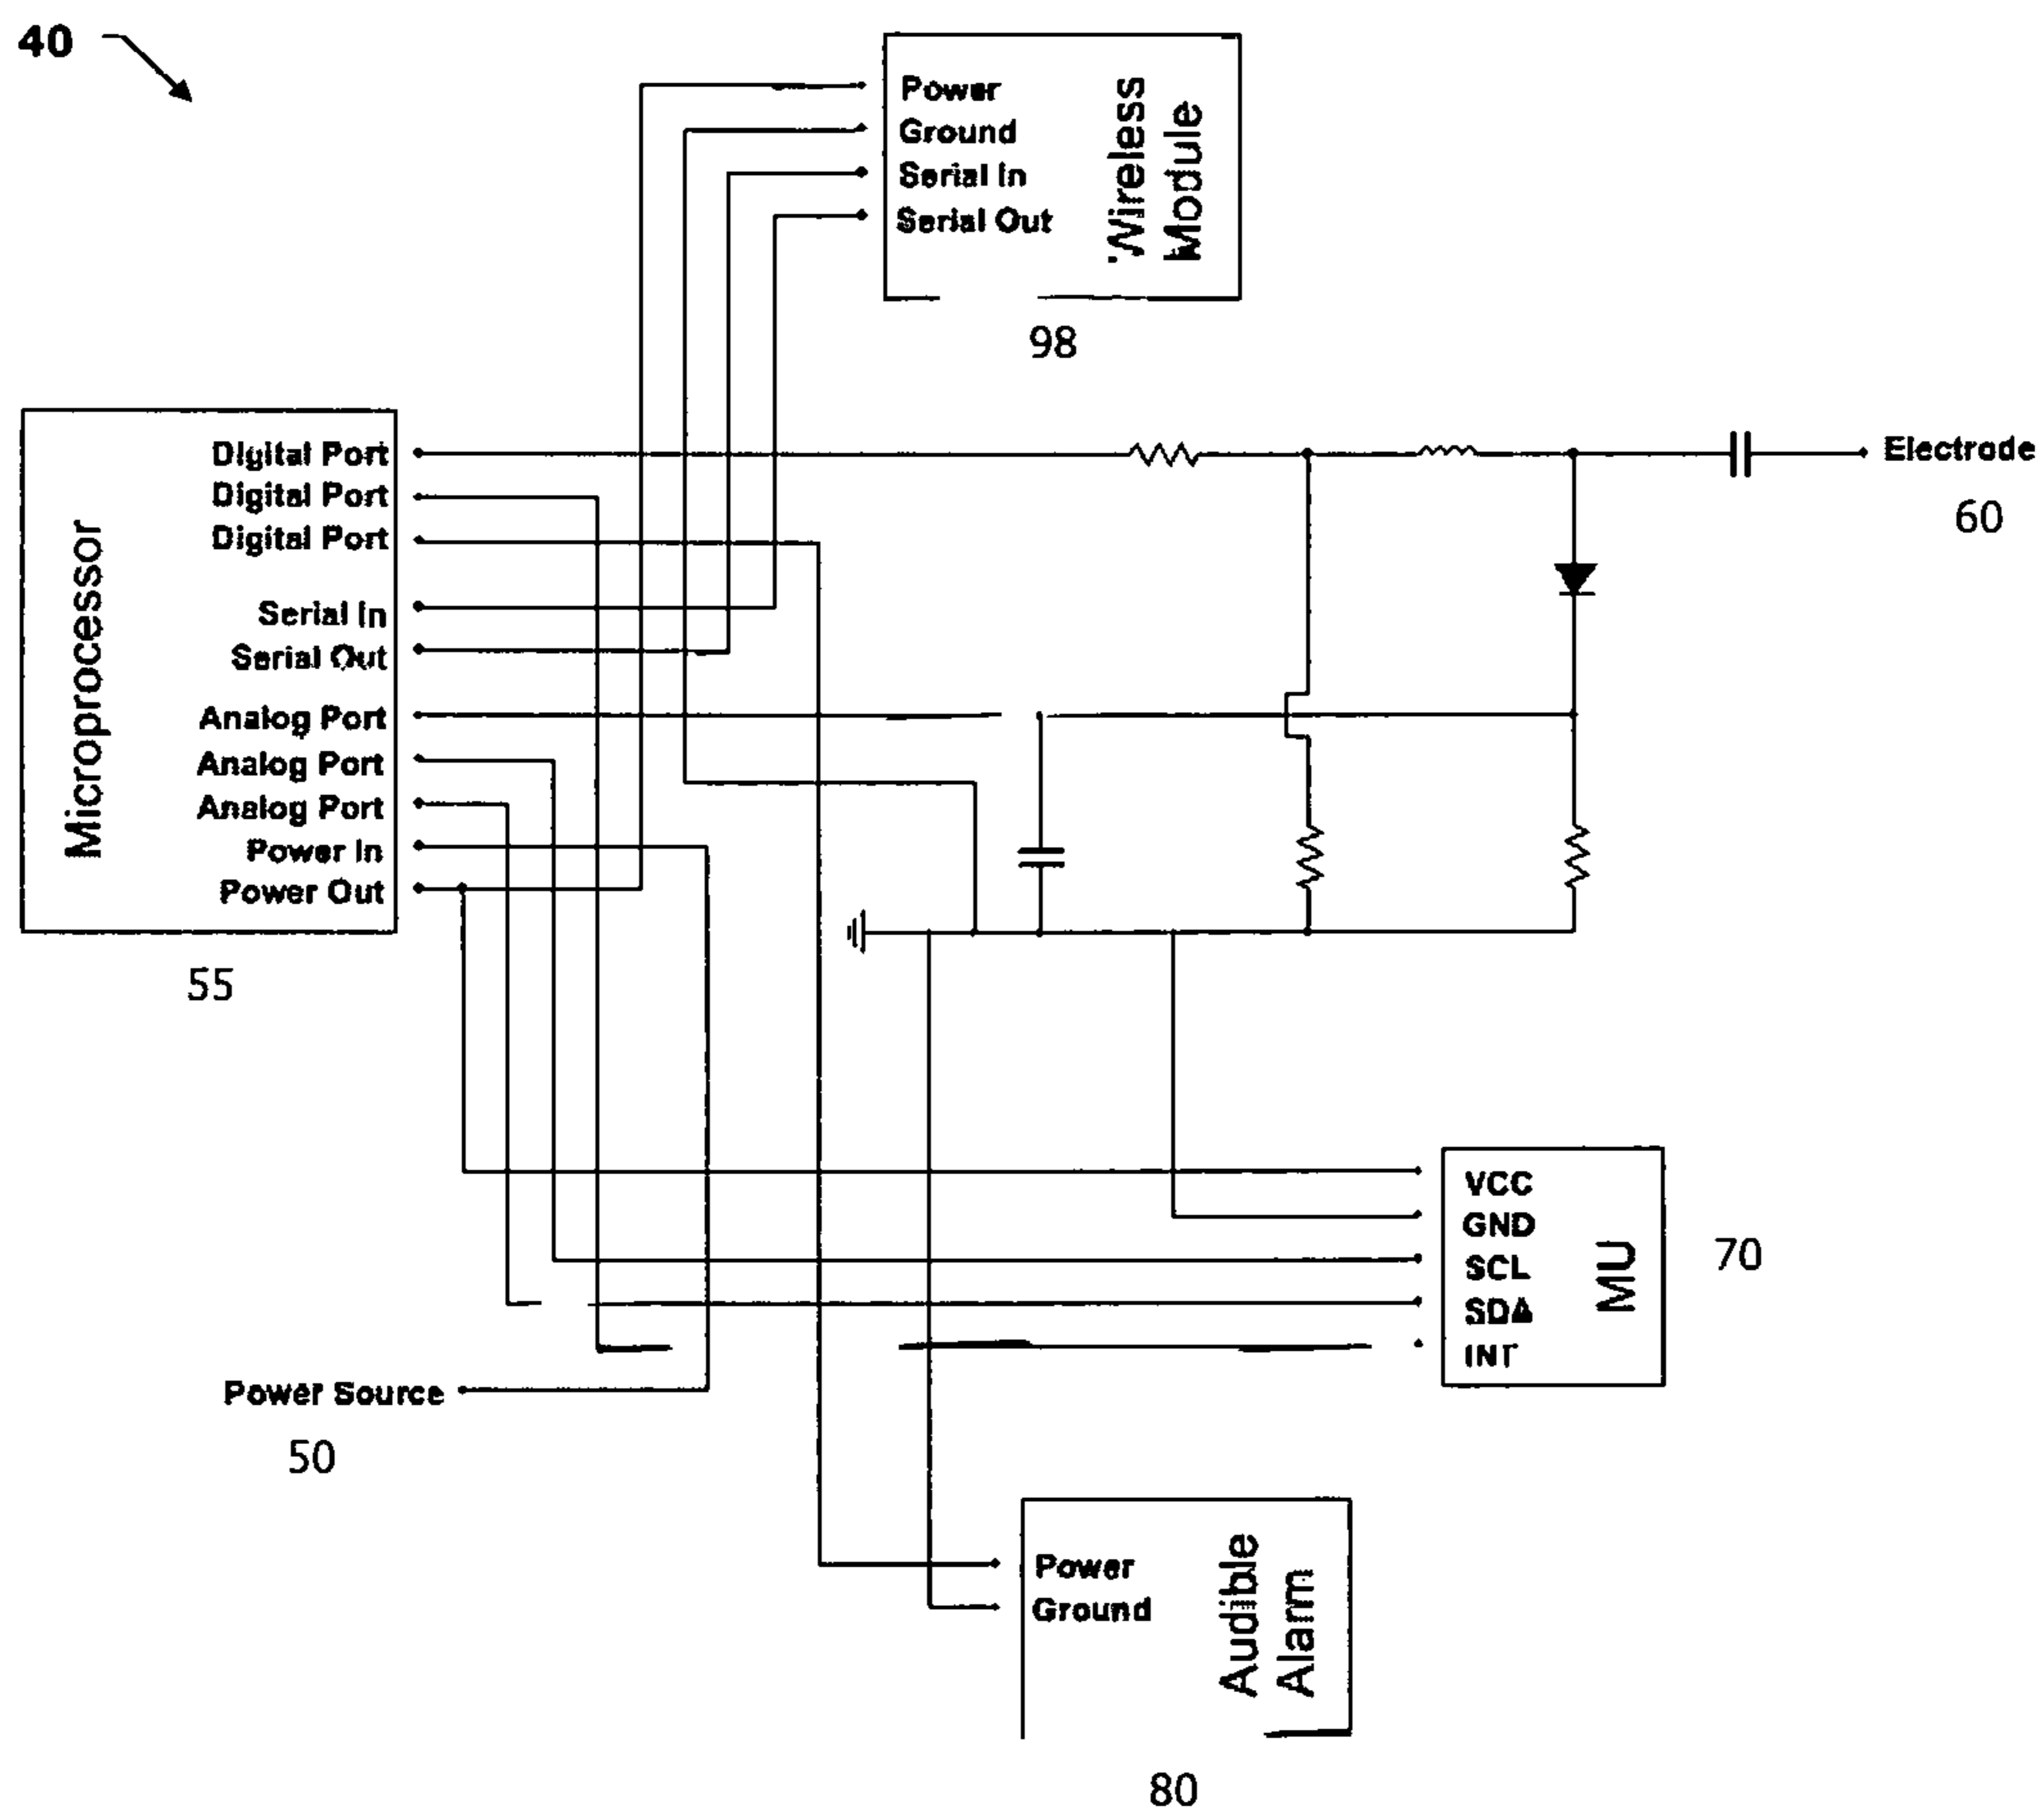 40
Power
Ground
Serial In
Serial Out
Wireless
Module
98
Digital Port
Digital Port
Digital Port
Serial In
Serial Out
Analog Port
Analog Port
Analog Port
Power In
Power Out
Microprocessor
55
Electrode
60
VCC
GND
SCL
SDA
INT
MU
70
Power Source
50
Power
Ground
Audible
Alarm
80